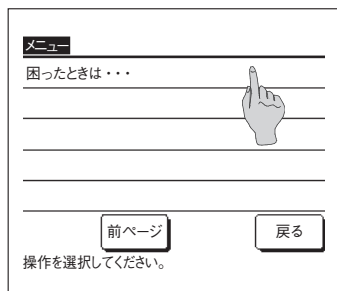 メニュー
困ったときは・・・
前ページ
戻る
操作を選択してください。